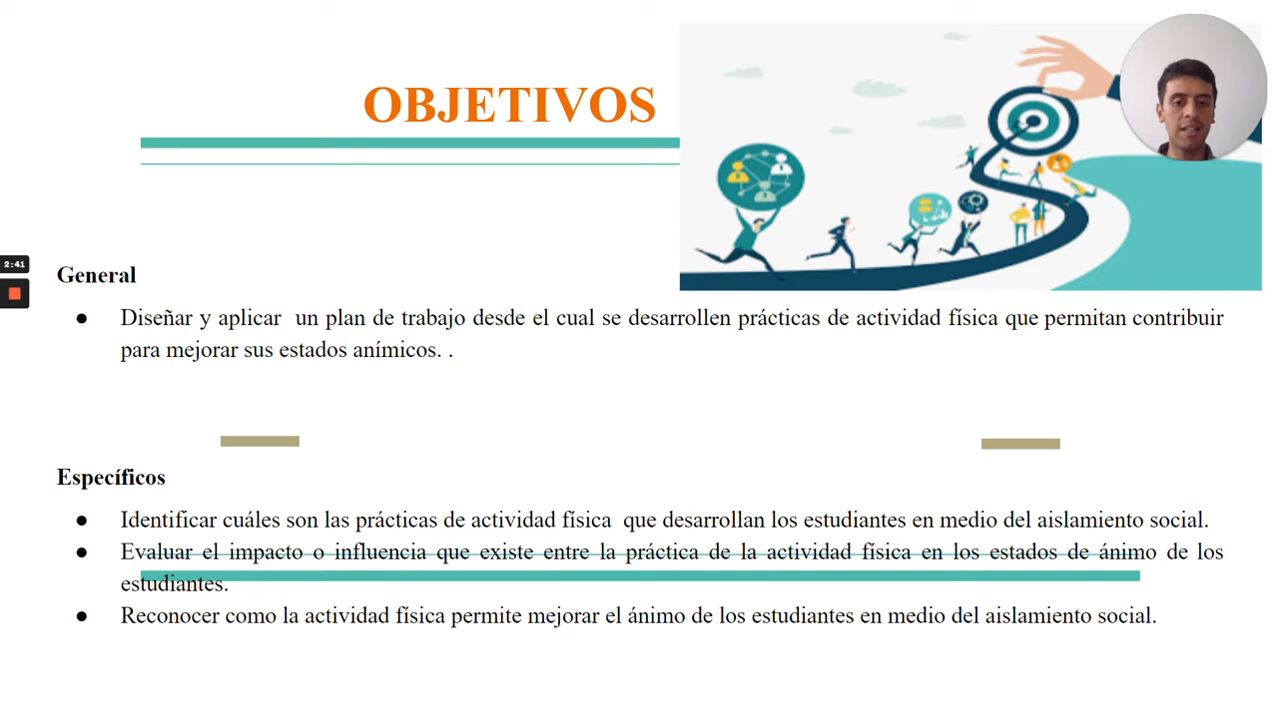 OBJETIVOS
2:41
General
● Diseñar y aplicar un plan de trabajo desde el cual se desarrollen prácticas de actividad física que permitan contribuir
para mejorar sus estados anímicos. .
Específicos
● Identificar cuáles son las prácticas de actividad física que desarrollan los estudiantes en medio del aislamiento social.
● Evaluar el impacto o influencia que existe entre la práctica de la actividad física en los estados de ánimo de los
estudiantes.
● Reconocer como la actividad física permite mejorar el ánimo de los estudiantes en medio del aislamiento social.